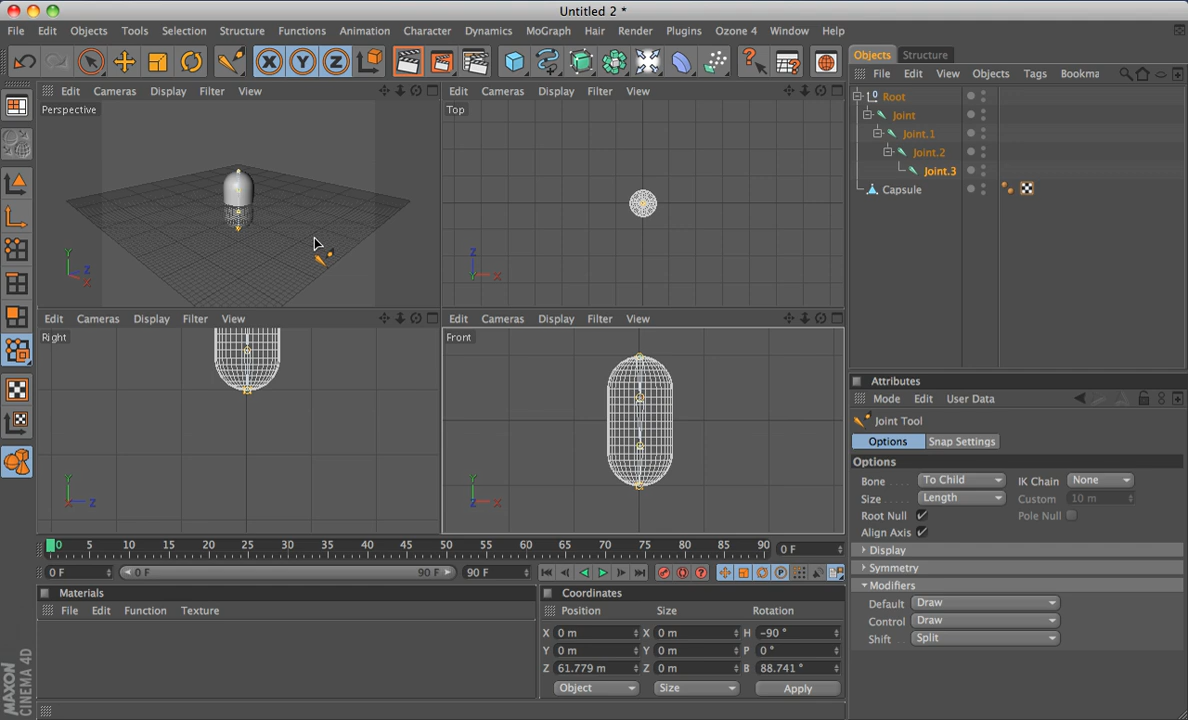 Untitled 2 *
File Edit Objects Tools Selection Structure Functions Animation Character Dynamics MoGraph Hair Render Plugins Ozone 4 Window Help
Objects Structure
File Edit View Objects Tags Bookma
Edit Cameras Display Filter View
Edit Cameras Display Filter View
Perspective
Top
Root
Joint
Joint.1
Joint.2
Joint.3
Capsule
Y Z X
Z Y X
Edit Cameras Display Filter View
Edit Cameras Display Filter View
Right
Front
Y X Z
Y Z X
Attributes
Mode Edit User Data
Joint Tool
Options Snap Settings
Options
Bone To Child IK Chain None
Size Length Custom 10 m
Root Null Pole Null
Align Axis
Display
Symmetry
Modifiers
Default Draw
Control Draw
Shift Split
0 5 10 15 20 25 30 35 40 45 50 55 60 65 70 75 80 85 90 0 F
0 F 0 F 90 F 90 F
Materials
File Edit Function Texture
Coordinates
Position Size Rotation
X 0 m X 0 m H -90 °
Y 0 m Y 0 m P 0 °
Z 61.779 m Z 0 m B 88.741 °
Object Size Apply
MAXON
CINEMA 4D